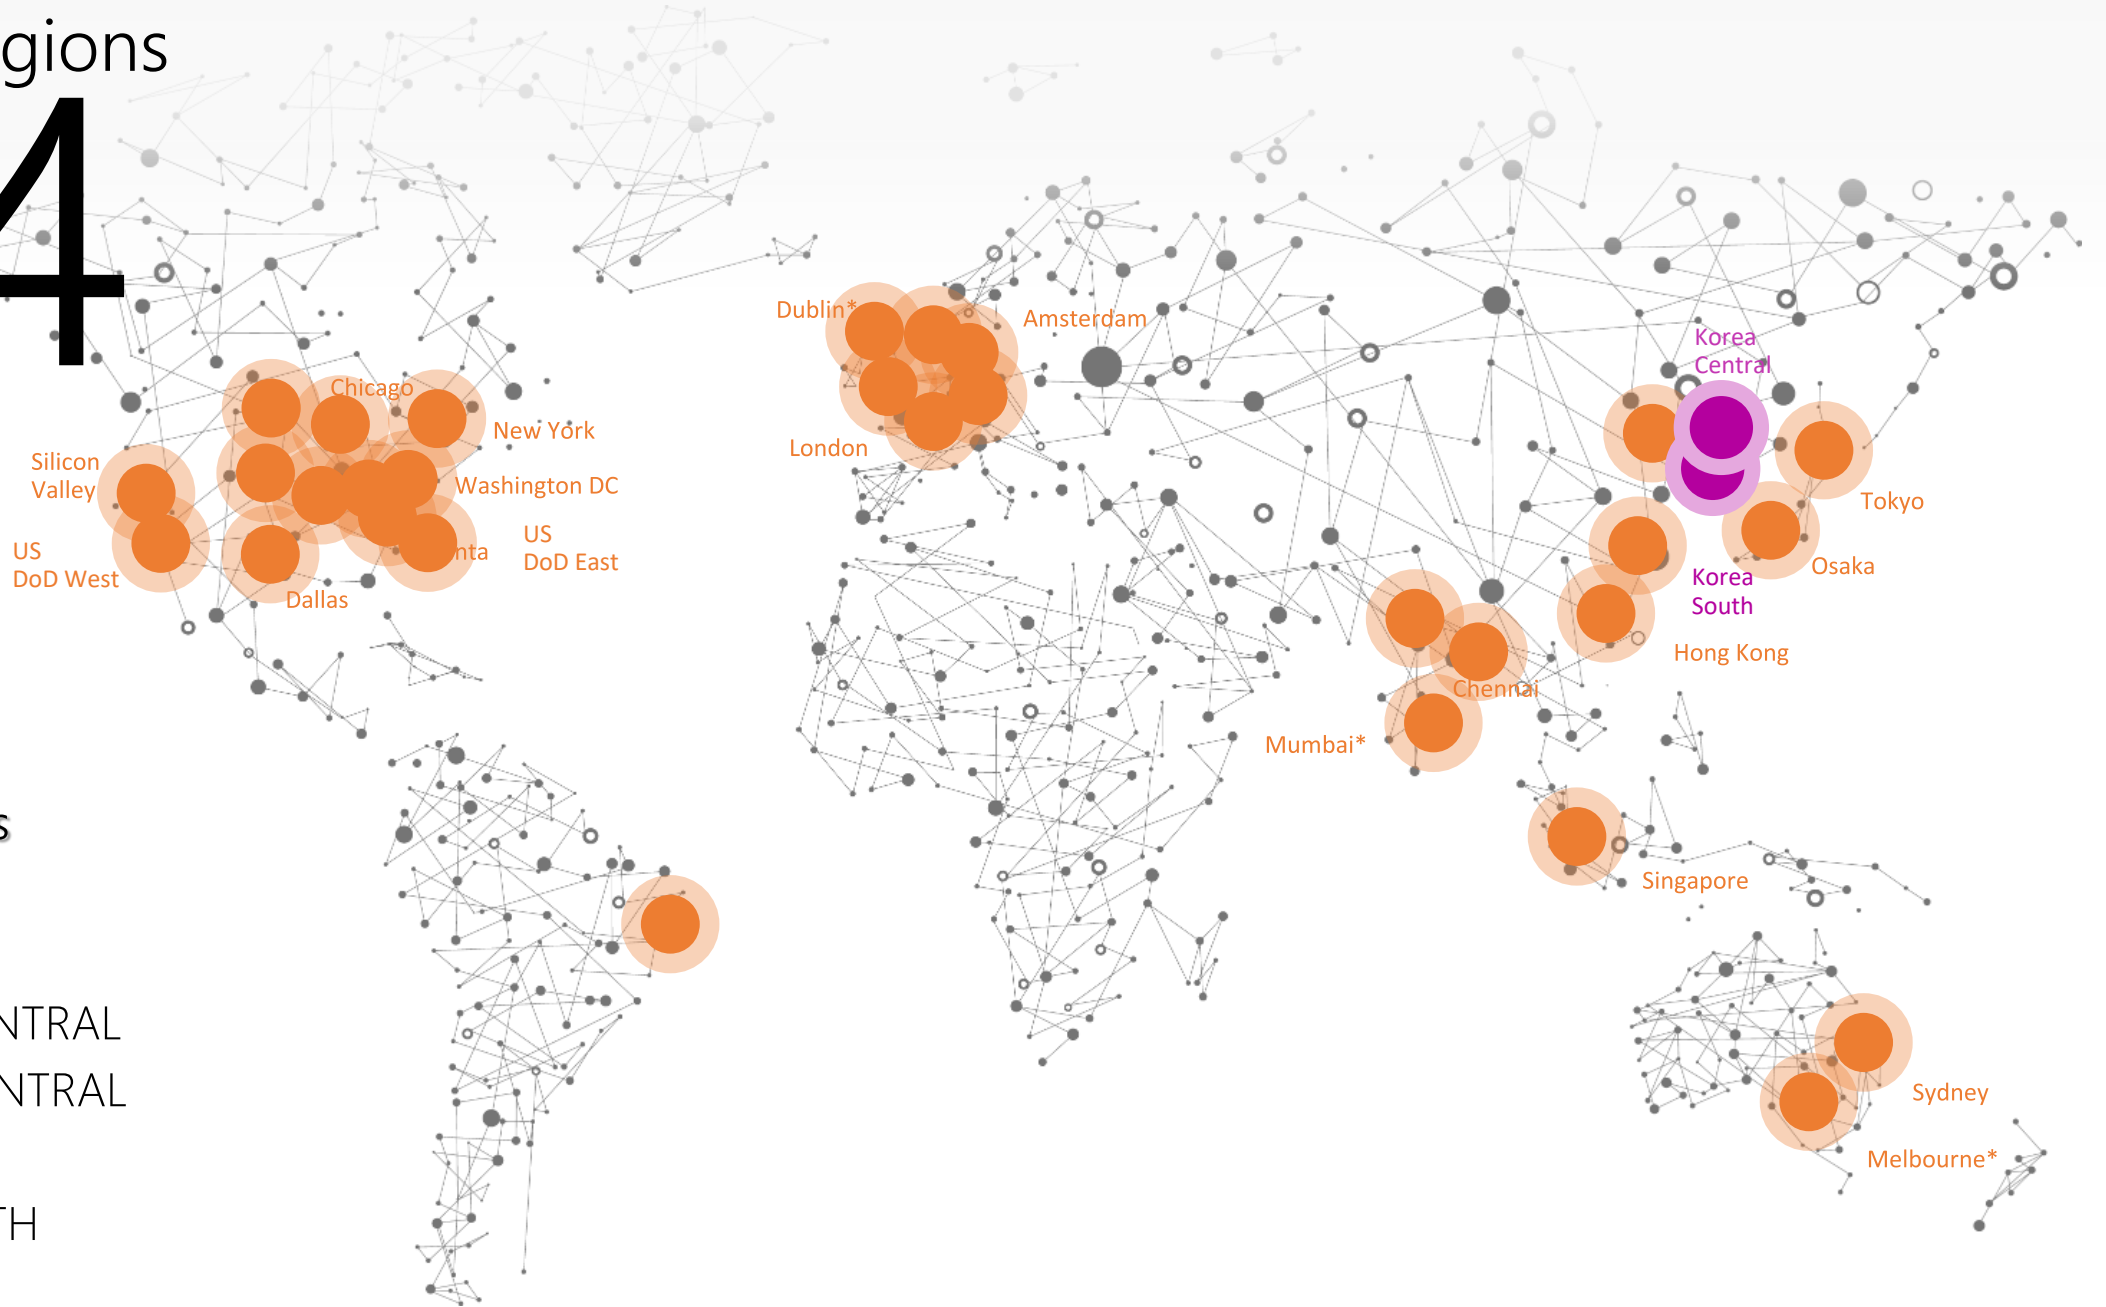 egions
4
Dublin*
Amsterdam
Korea
Central
Chicago
New York
London
Silicon
Valley
Washington DC
Tokyo
US
DoD East
nta
US
DoD West
Osaka
Korea
South
Dallas
Hong Kong
Chennai
Mumbai*
s
Singapore
NTRAL
NTRAL
Sydney
Melbourne*
TH